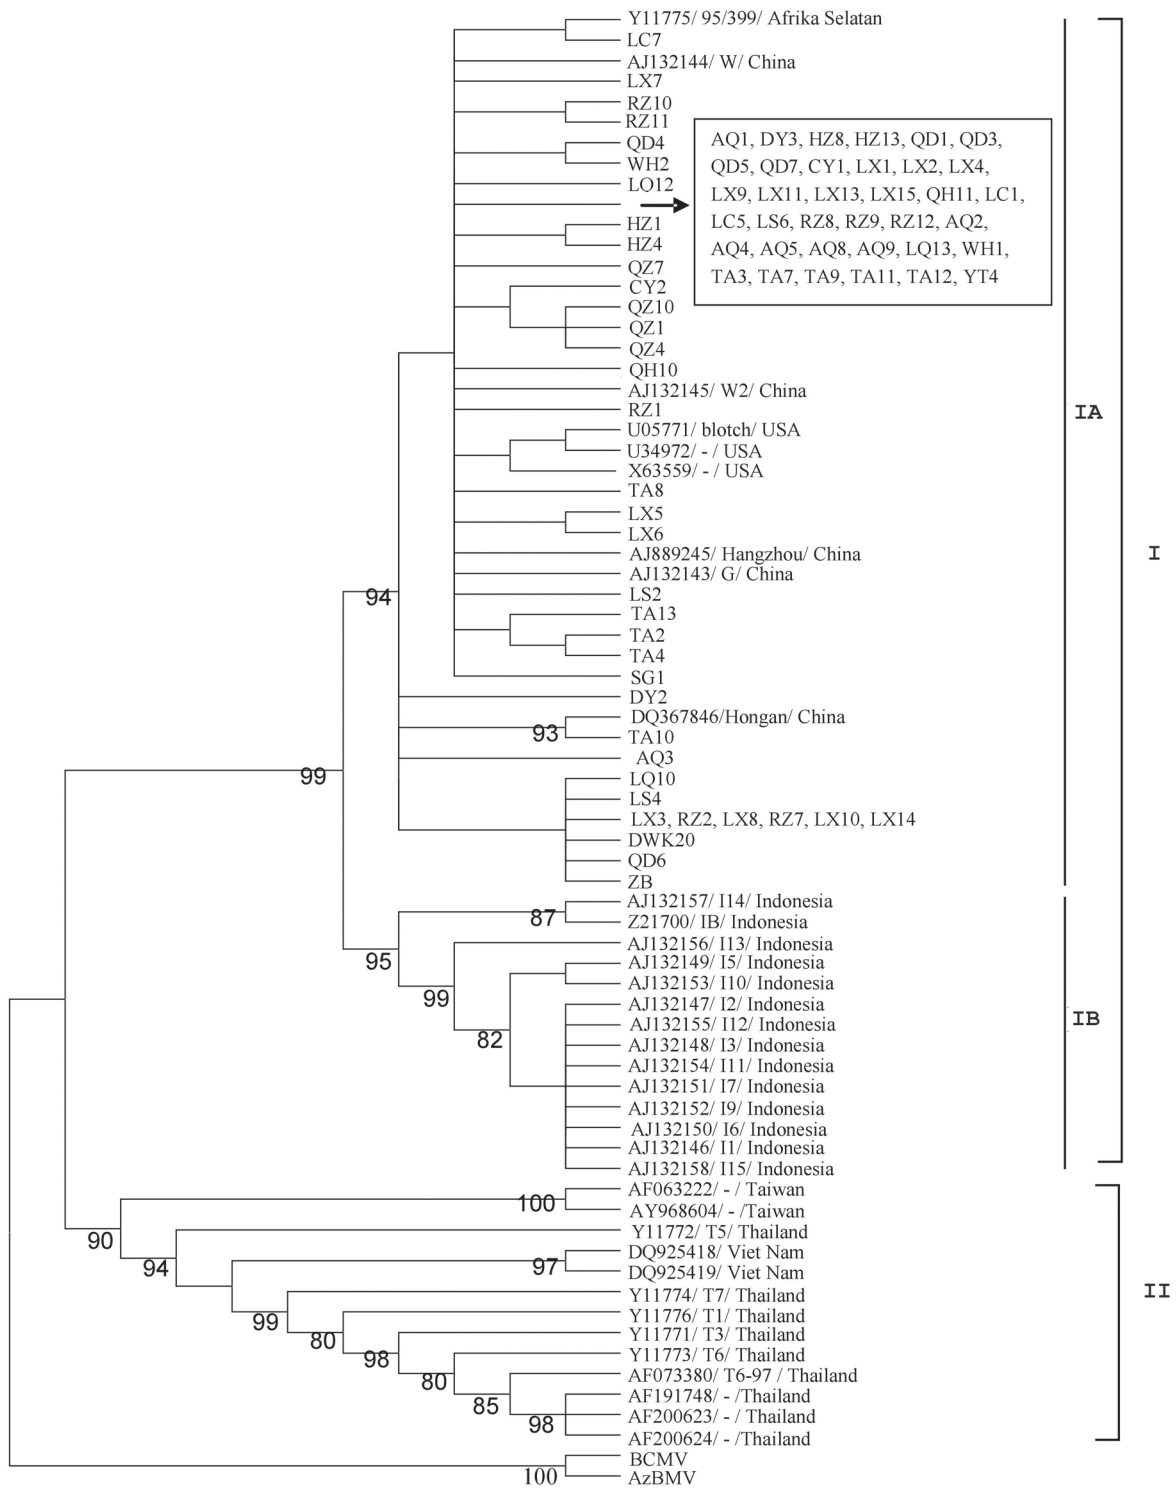 Y11775/ 95/399/ Afrika Selatan
LC7
AJ132144/ W/ China
LX7
RZ10
RZ11
QD4
WH2
LQ12
AQ1, DY3, HZ8, HZ13, QD1, QD3,
QD5, QD7, CY1, LX1, LX2, LX4,
LX9, LX11, LX13, LX15, QH11, LC1,
LC5, LS6, RZ8, RZ9, RZ12, AQ2,
AQ4, AQ5, AQ8, AQ9, LQ13, WH1,
TA3, TA7, TA9, TA11, TA12, YT4
HZ1
HZ4
QZ7
CY2
QZ10
QZ1
QZ4
QH10
AJ132145/ W2/ China
RZ1
IA
U05771/ blotch/ USA
U34972/ - / USA
X63559/ - / USA
TA8
LX5
LX6
AJ889245/ Hangzhou/ China
I
AJ132143/ G/ China
LS2
94
TA13
TA2
TA4
SG1
DY2
DQ367846/Hongan/ China
93
TA10
AQ3
99
LQ10
LS4
LX3, RZ2, LX8, RZ7, LX10, LX14
DWK20
QD6
ZB
AJ132157/ I14/ Indonesia
87
Z21700/ IB/ Indonesia
AJ132156/ I13/ Indonesia
95
AJ132149/ I5/ Indonesia
AJ132153/ I10/ Indonesia
99
AJ132147/ I2/ Indonesia
IB
AJ132155/ I12/ Indonesia
82
AJ132148/ I3/ Indonesia
AJ132154/ I11/ Indonesia
AJ132151/ I7/ Indonesia
AJ132152/ I9/ Indonesia
AJ132150/ I6/ Indonesia
AJ132146/ I1/ Indonesia
AJ132158/ I15/ Indonesia
AF063222/ - / Taiwan
100
AY968604/ - /Taiwan
Y11772/ T5/ Thailand
90
DQ925418/ Viet Nam
94
97
DQ925419/ Viet Nam
Y11774/ T7/ Thailand
II
Y11776/ T1/ Thailand
99
Y11771/ T3/ Thailand
80
Y11773/ T6/ Thailand
98
AF073380/ T6-97 / Thailand
80
AF191748/ - /Thailand
85
AF200623/ - / Thailand
98
AF200624/ - /Thailand
BCMV
100
AzBMV